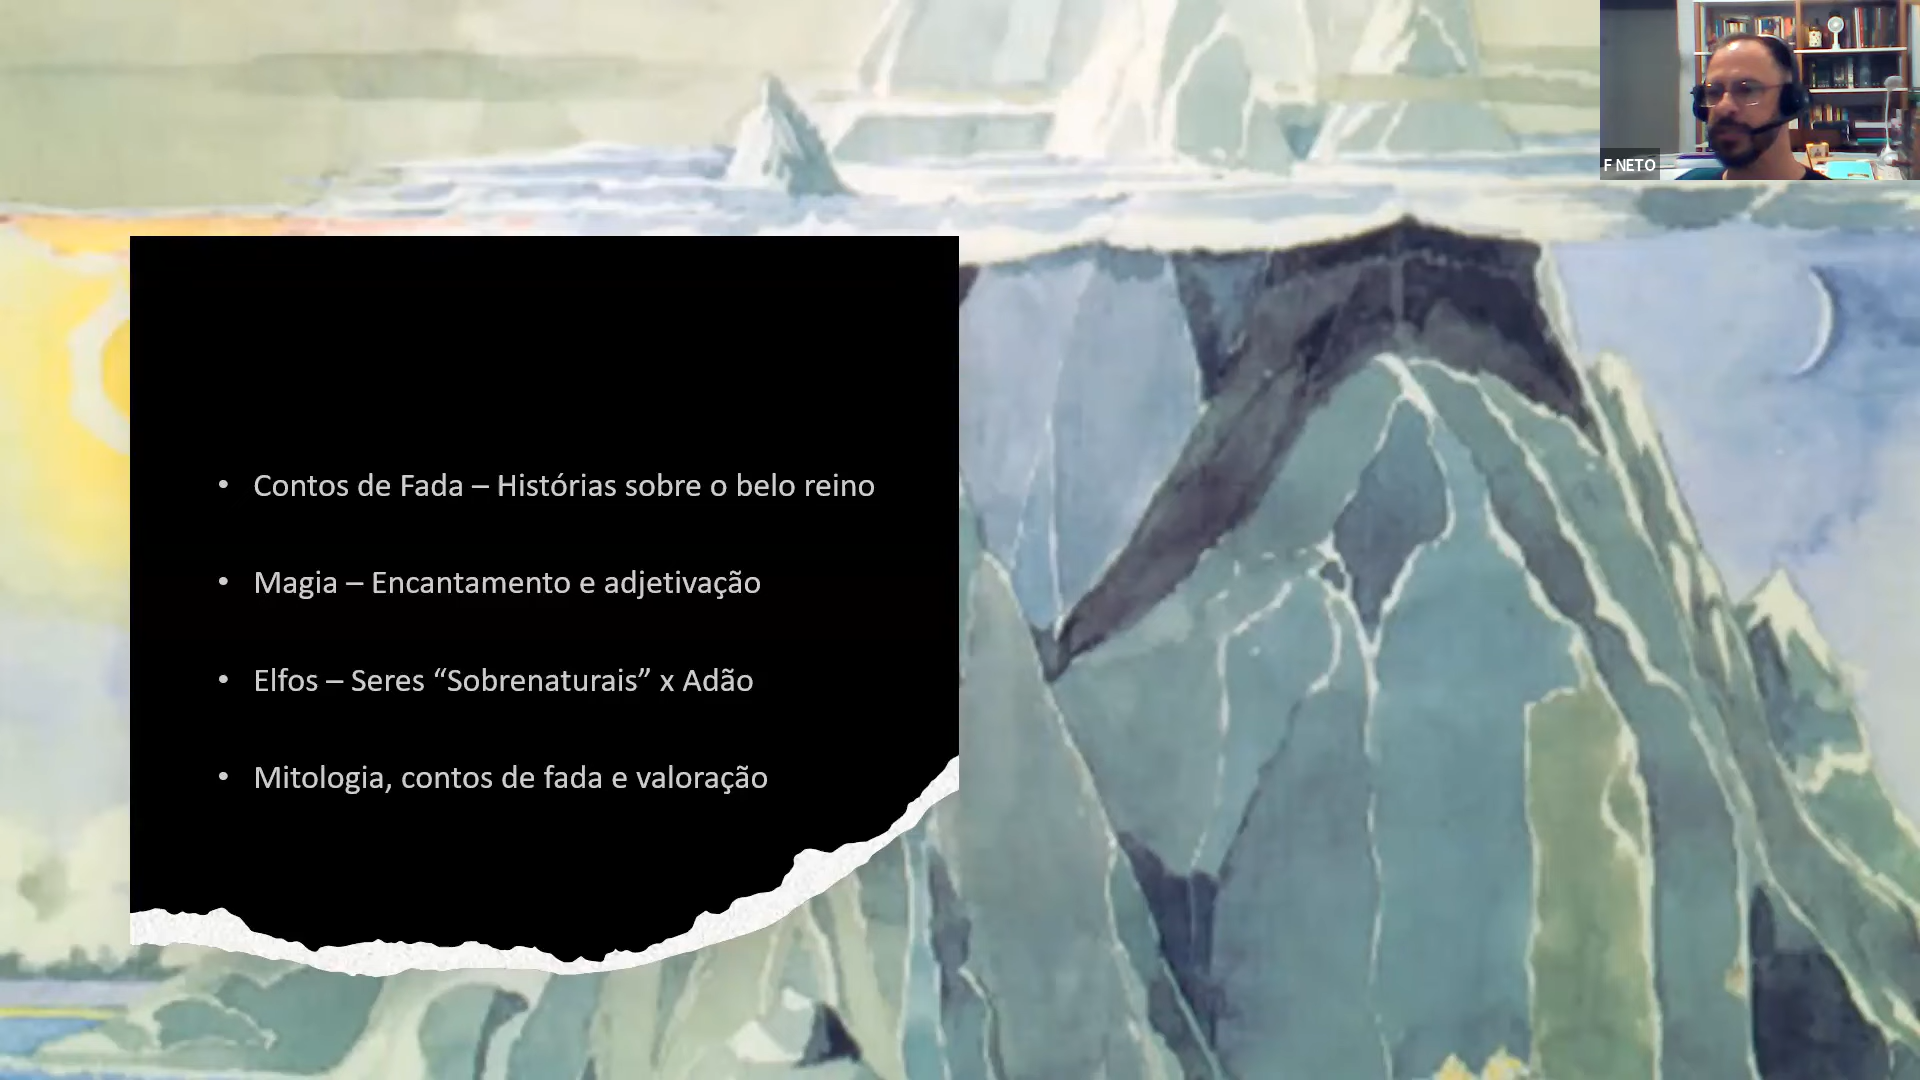 F NETO
• Contos de Fada – Histórias sobre o belo reino
• Magia – Encantamento e adjetivação
• Elfos – Seres “Sobrenaturais” x Adão
• Mitologia, contos de fada e valoração